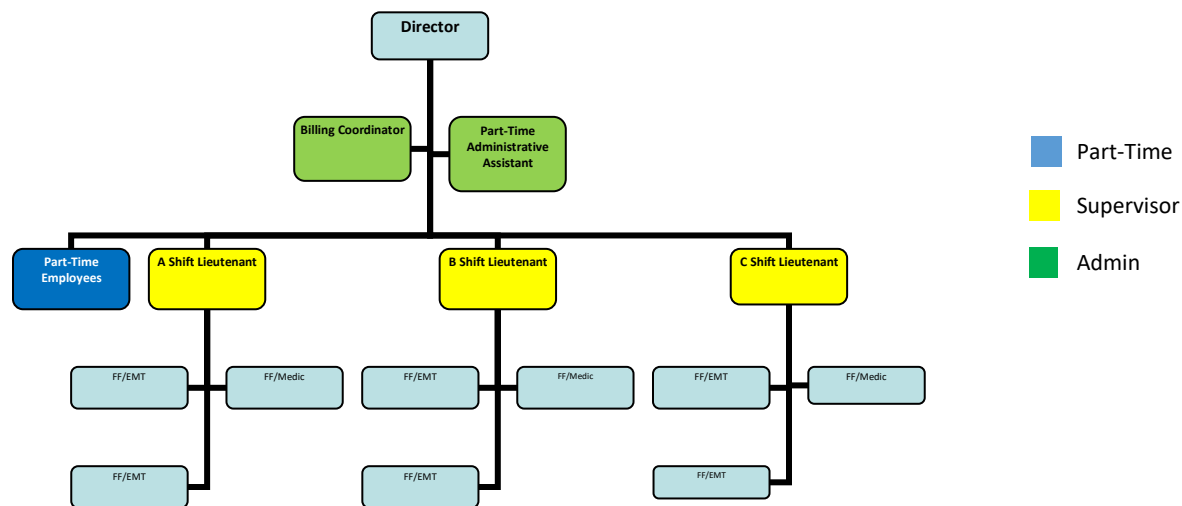 Director
Billing Coordinator
Part-Time
Administrative
Assistant
Part-Time
Supervisor
Admin
Part-Time
Employees
A Shift Lieutenant
B Shift Lieutenant
C Shift Lieutenant
FF/EMT
FF/Medic
FF/EMT
FF/Medic
FF/EMT
FF/Medic
FF/EMT
FF/EMT
FF/EMT